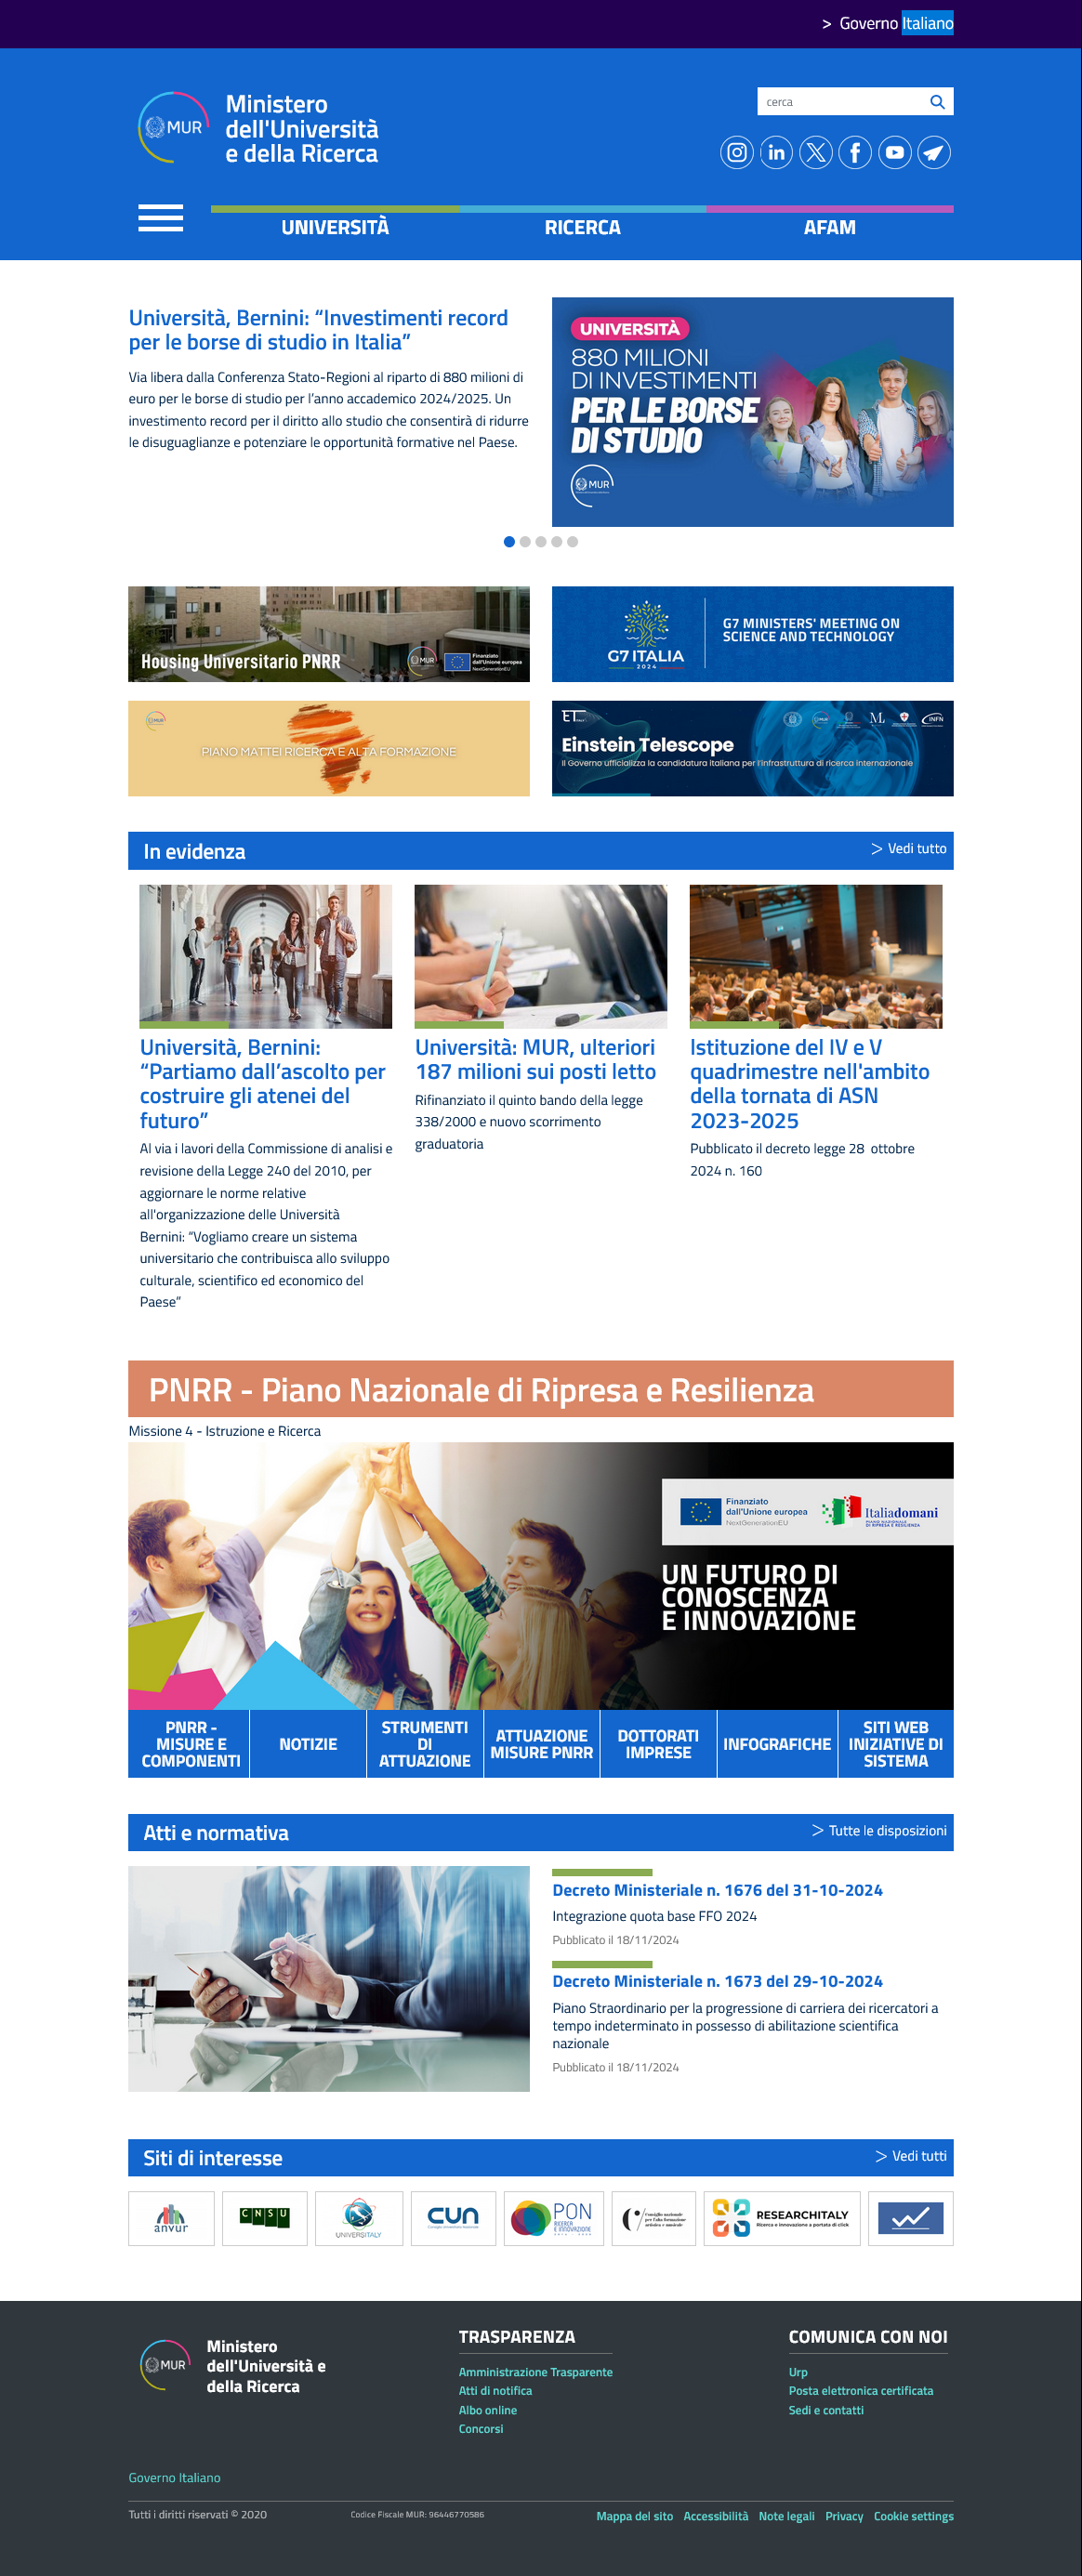 > Governo Italiano
MUR
Ministero
dell'Università
e della Ricerca
cerca
UNIVERSITÀ
RICERCA
AFAM
Università, Bernini: “Investimenti record
per le borse di studio in Italia”
Via libera dalla Conferenza Stato-Regioni al riparto di 880 milioni di
euro per le borse di studio per l’anno accademico 2024/2025. Un
investimento record per il diritto allo studio che consentirà di ridurre
le disuguaglianze e potenziare le opportunità formative nel Paese.
UNIVERSITÀ
880 MILIONI
DI INVESTIMENTI
PER LE BORSE
DI STUDIO
MUR
Housing Universitario PNRR
MUR
Finanziato
dall'Unione europea
NextGenerationEU
G7 ITALIA
2024
G7 MINISTERS' MEETING ON
SCIENCE AND TECHNOLOGY
PIANO MATTEI RICERCA E ALTA FORMAZIONE
ET
INFN
Einstein Telescope
Il Governo ufficializza la candidatura italiana per l'infrastruttura di ricerca internazionale
In evidenza
> Vedi tutto
Università, Bernini:
“Partiamo dall’ascolto per
costruire gli atenei del
futuro”
Al via i lavori della Commissione di analisi e
revisione della Legge 240 del 2010, per
aggiornare le norme relative
all'organizzazione delle Università
Bernini: “Vogliamo creare un sistema
universitario che contribuisca allo sviluppo
culturale, scientifico ed economico del
Paese”
Università: MUR, ulteriori
187 milioni sui posti letto
Rifinanziato il quinto bando della legge
338/2000 e nuovo scorrimento
graduatoria
Istituzione del IV e V
quadrimestre nell'ambito
della tornata di ASN
2023-2025
Pubblicato il decreto legge 28 ottobre
2024 n. 160
PNRR - Piano Nazionale di Ripresa e Resilienza
Missione 4 - Istruzione e Ricerca
Finanziato
dall'Unione europea
NextGenerationEU
Italiadomani
PIANO NAZIONALE
DI RIPRESA E RESILIENZA
UN FUTURO DI
CONOSCENZA
E INNOVAZIONE
PNRR -
MISURE E
COMPONENTI
NOTIZIE
STRUMENTI
DI
ATTUAZIONE
ATTUAZIONE
MISURE PNRR
DOTTORATI
IMPRESE
INFOGRAFICHE
SITI WEB
INIZIATIVE DI
SISTEMA
Atti e normativa
> Tutte le disposizioni
Decreto Ministeriale n. 1676 del 31-10-2024
Integrazione quota base FFO 2024
Pubblicato il 18/11/2024
Decreto Ministeriale n. 1673 del 29-10-2024
Piano Straordinario per la progressione di carriera dei ricercatori a
tempo indeterminato in possesso di abilitazione scientifica
nazionale
Pubblicato il 18/11/2024
Siti di interesse
> Vedi tutti
anvur
CNSU
UNIVERSITALY
CUN
PON
RICERCA
E INNOVAZIONE
Consiglio nazionale
per l'alta formazione
artistica e musicale
RESEARCHITALY
Ricerca e innovazione a portata di click
MUR
Ministero
dell'Università e
della Ricerca
TRASPARENZA
Amministrazione Trasparente
Atti di notifica
Albo online
Concorsi
COMUNICA CON NOI
Urp
Posta elettronica certificata
Sedi e contatti
Governo Italiano
Tutti i diritti riservati © 2020
Codice Fiscale MUR: 96446770586
Mappa del sito Accessibilità Note legali Privacy Cookie settings